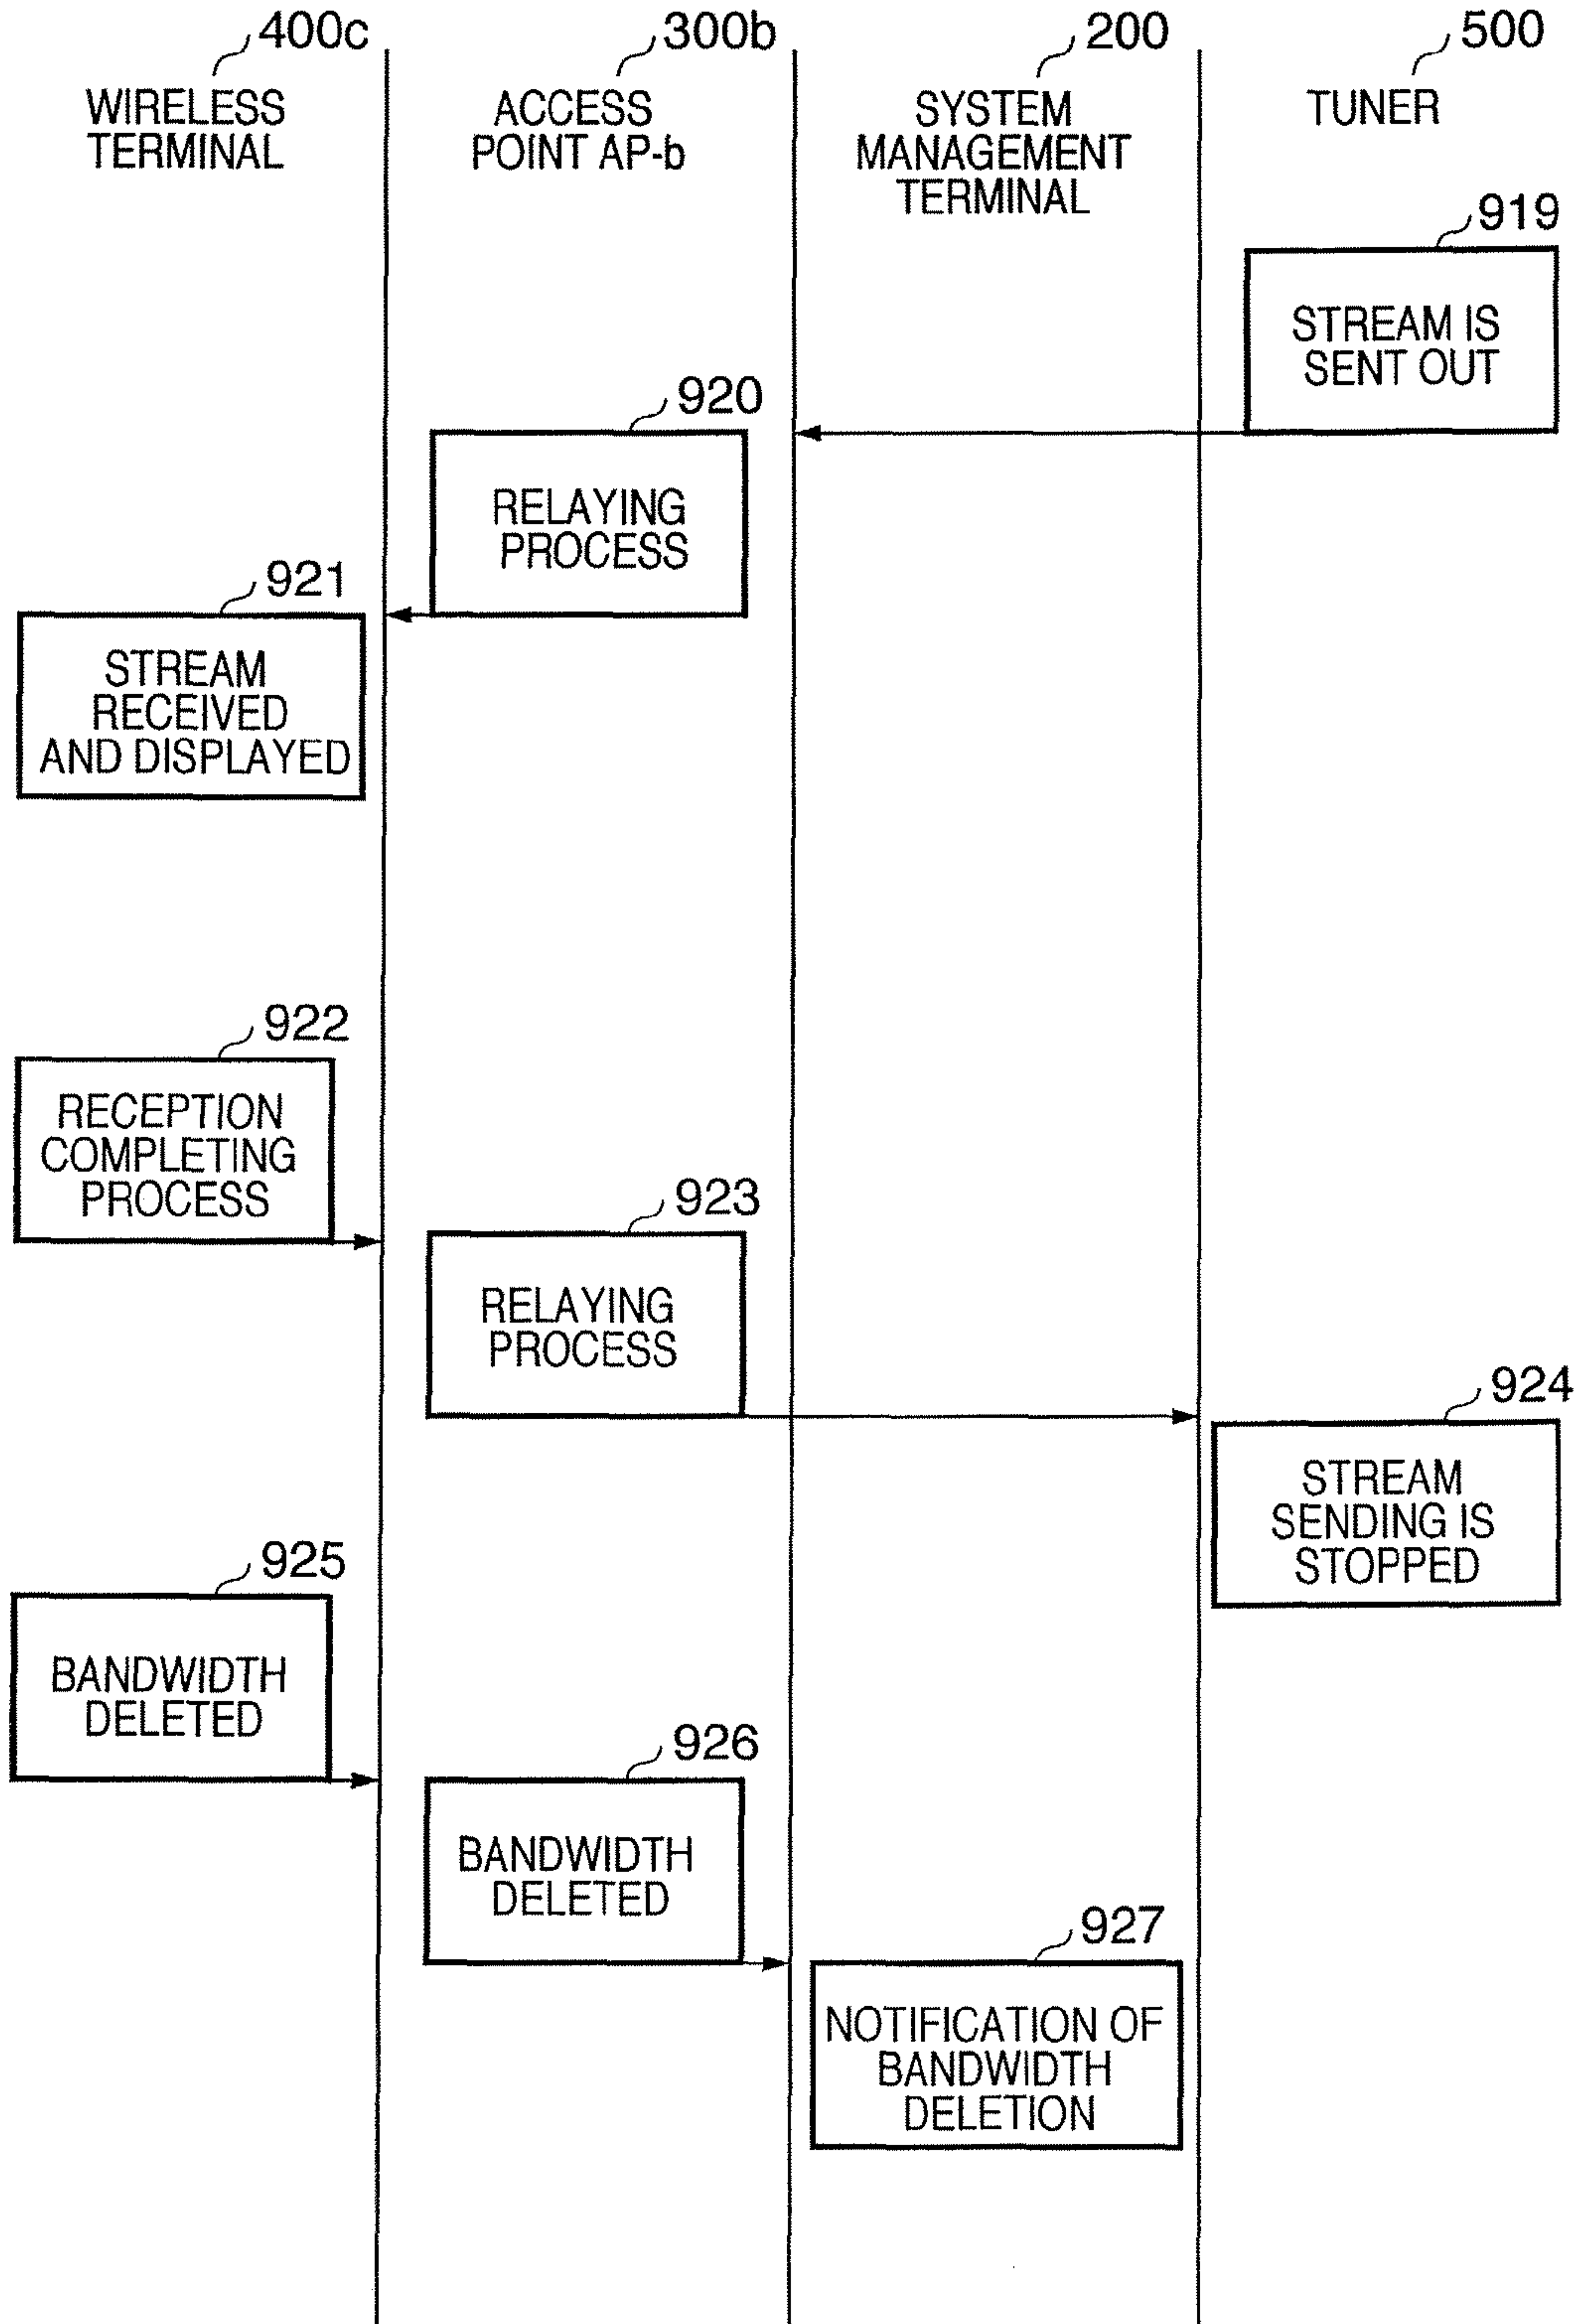 400c
300b
200
500
WIRELESS
TERMINAL
ACCESS
POINT AP-b
SYSTEM
MANAGEMENT
TERMINAL
TUNER
919
STREAM IS
SENT OUT
920
RELAYING
PROCESS
921
STREAM
RECEIVED
AND DISPLAYED
922
RECEPTION
COMPLETING
PROCESS
923
RELAYING
PROCESS
924
STREAM
SENDING IS
STOPPED
925
BANDWIDTH
DELETED
926
BANDWIDTH
DELETED
927
NOTIFICATION OF
BANDWIDTH
DELETION